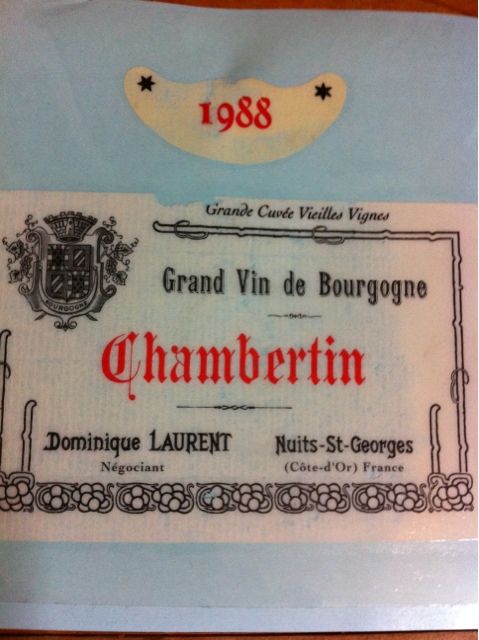 1988
Grande Cuvée Vieilles Vignes
Grand Vin de Bourgogne
BOURGOGNE
Chambertin
Dominique LAURENT
Négociant
Nuits-St-Georges
(Côte-d'Or) France